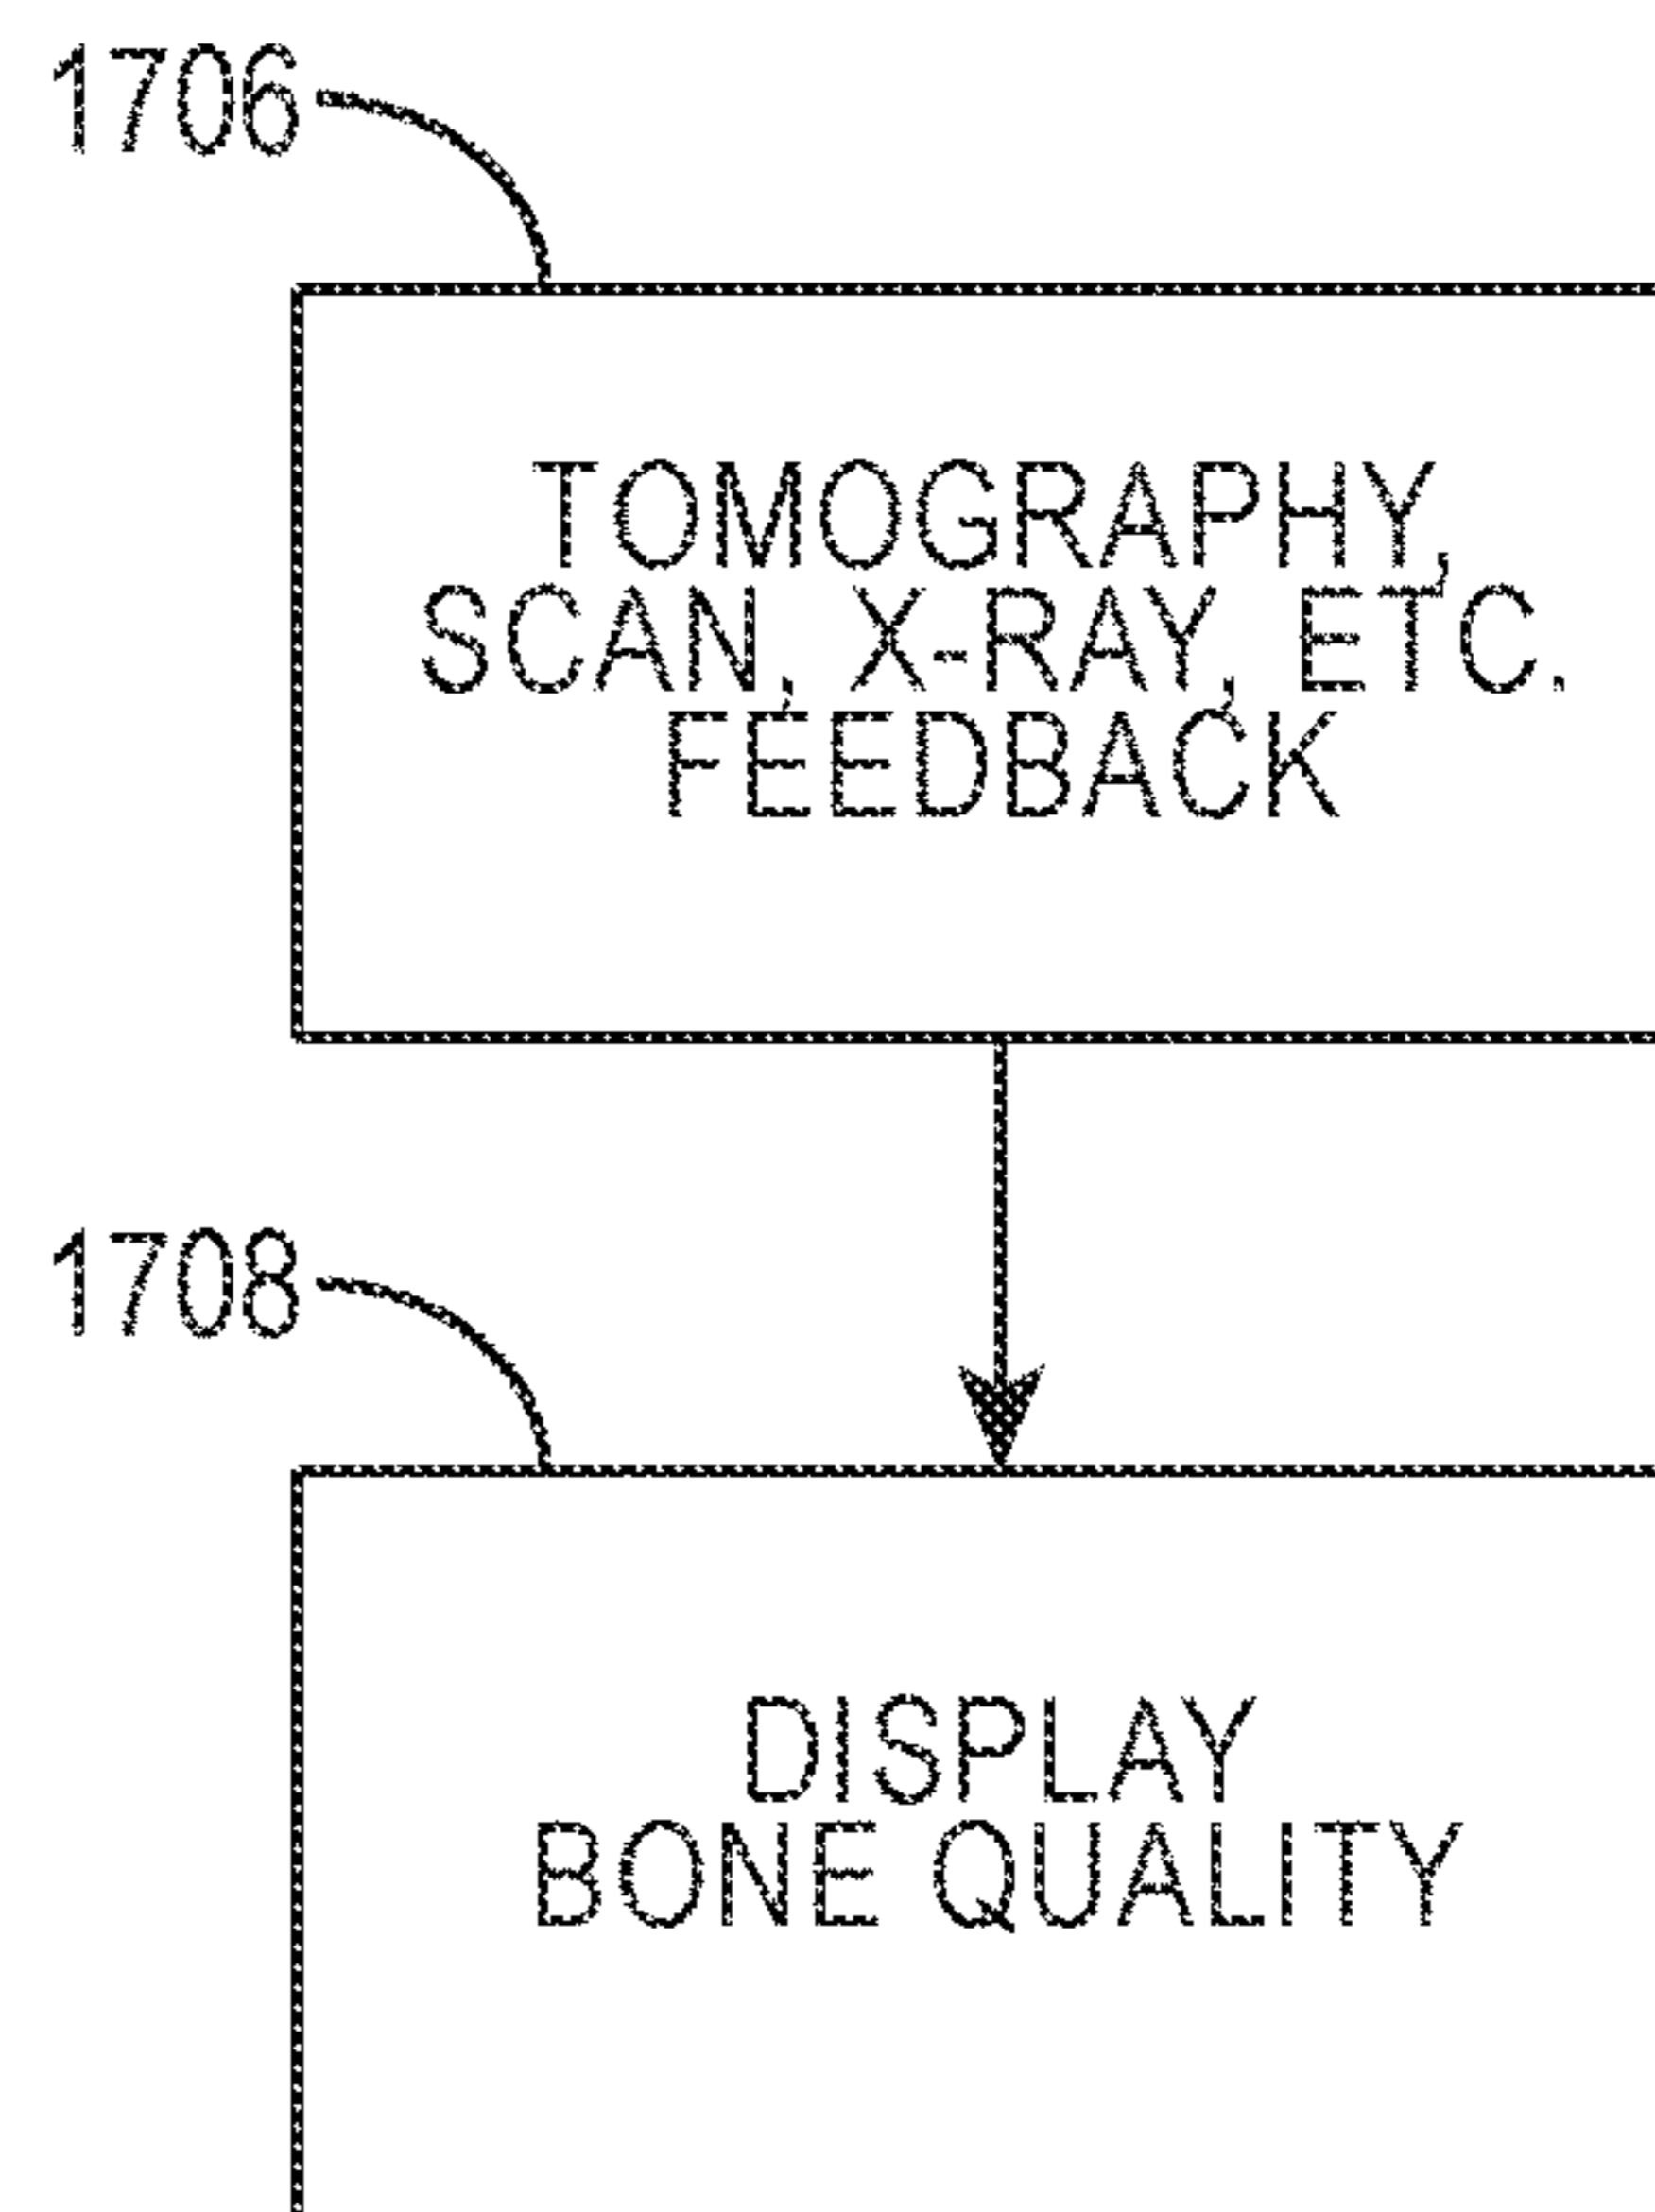 1706
TOMOGRAPHY,
SCAN, X-RAY, ETC.
FEEDBACK
1708
DISPLAY
BONE QUALITY